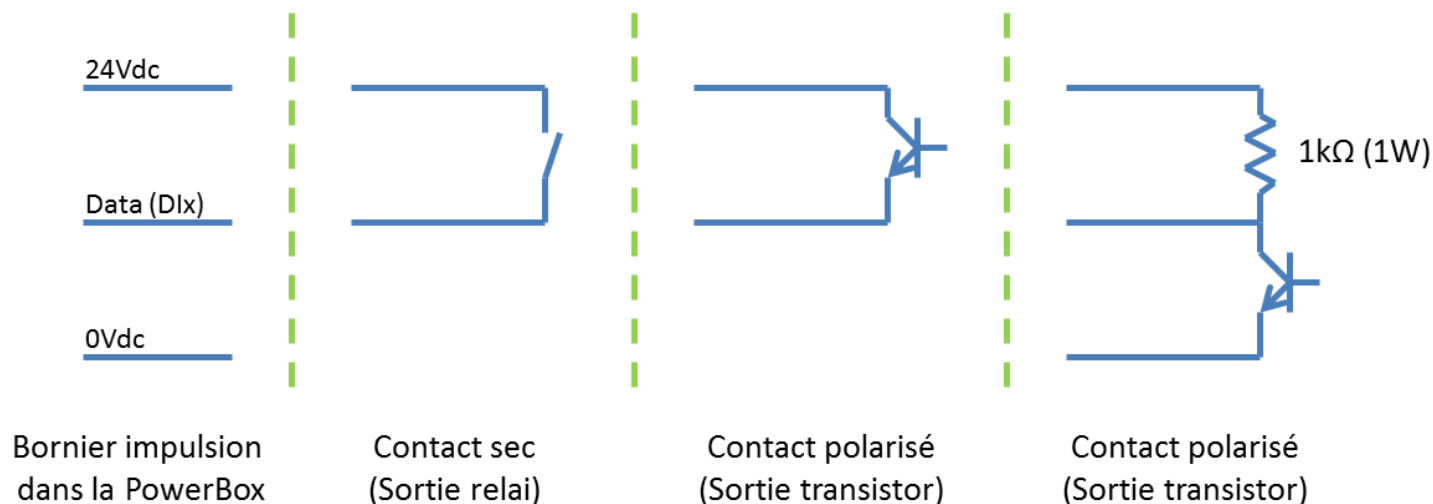 24Vdc
Data (DIx)
0Vdc
1kΩ (1W)
Bornier impulsion
dans la PowerBox
Contact sec
(Sortie relai)
Contact polarisé
(Sortie transistor)
Contact polarisé
(Sortie transistor)